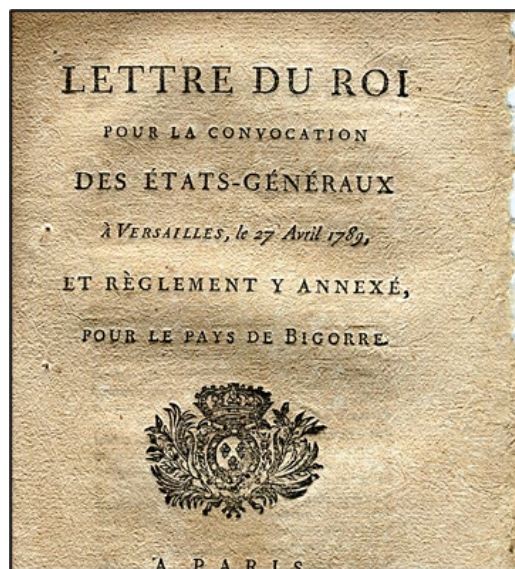 LETTRE DU ROI
POUR LA CONVOCATION
DES ÉTATS-GÉNÉRAUX
À VERSAILLES, le 27 Avril 1789,
ET RÈGLEMENT Y ANNEXÉ,
POUR LE PAYS DE BIGORRE.
A PARIS